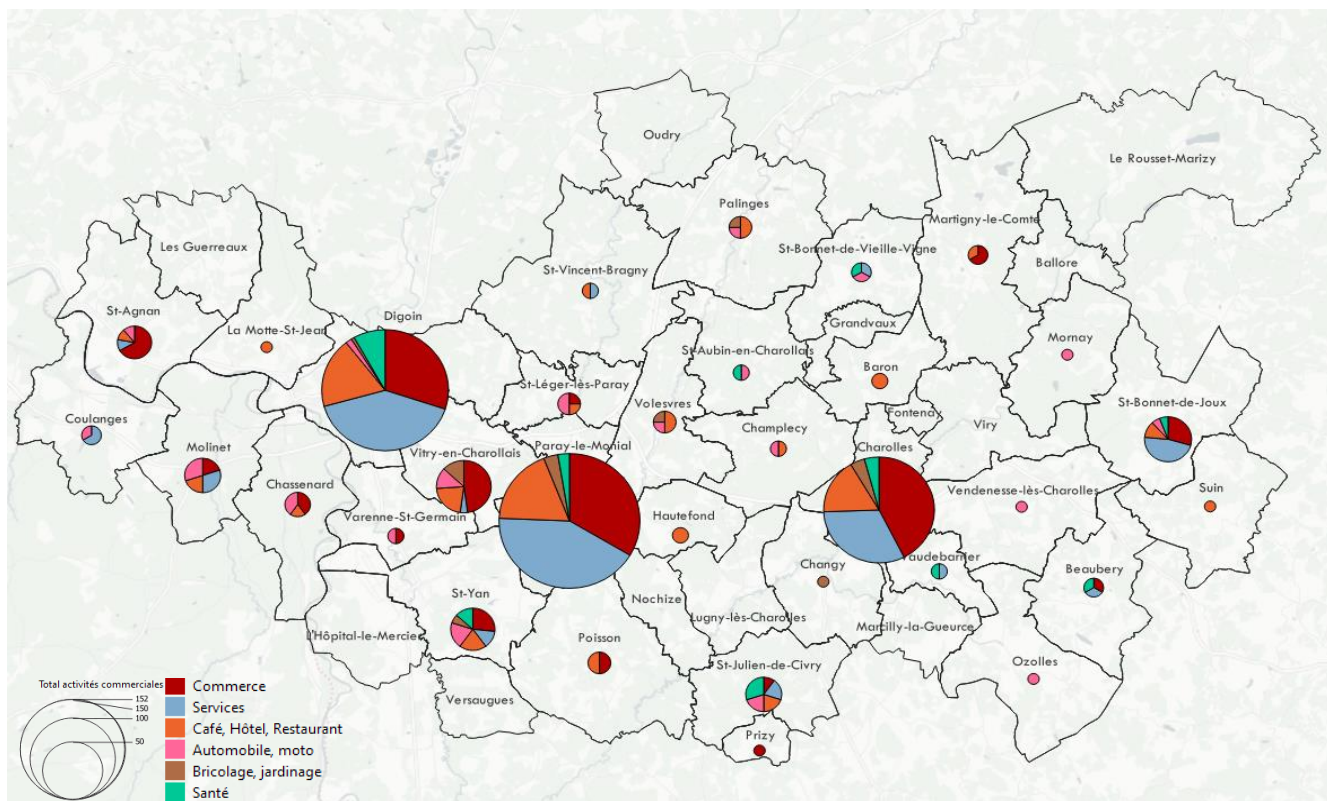 Oudry
Le Rousset-Marizy
Palinges
Martigny-le-Comte
Les Guerreaux
St-Bonnet-de-Vieille-Vigne
Ballore
St-Vincent-Bragny
St-Agnan
Digoin
La Motte-St-Jean
Grandvaux
Mornay
St-Aubin-en-Charollais
Baron
St-Léger-lès-Paray
Volesvres
St-Bonnet-de-Joux
Fontenay
Coulanges
Champlecy
Viry
Molinet
Paray-le-Monial
Charolles
Vitry-en-Charollais
Chassenard
Vendenesse-lès-Charolles
Suin
Varenne-St-Germain
Hautefond
Changy
Beaubery
St-Yan
Nochize
Lugny-lès-Charolles
Marcilly-la-Gueurce
L'Hôpital-le-Mercier
Poisson
St-Julien-de-Civry
Ozolles
Versaugues
Prizy
Total activités commerciales
152
150
100
50
Commerce
Services
Café, Hôtel, Restaurant
Automobile, moto
Bricolage, jardinage
Santé